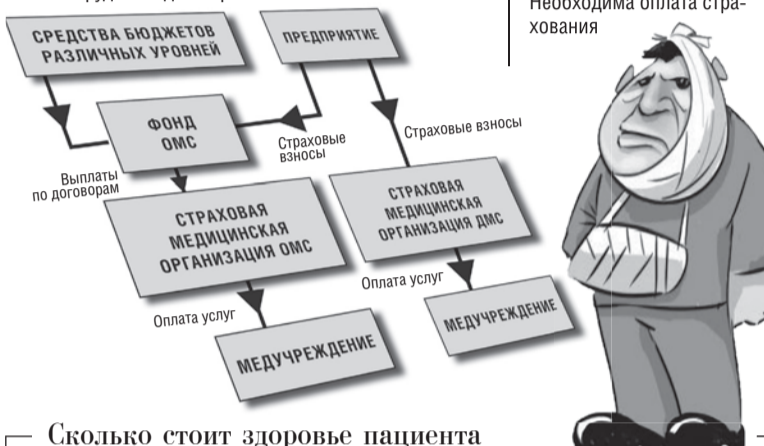 Необходима оплата стра-
хования
СРЕДСТВА БЮДЖЕТОВ
РАЗЛИЧНЫХ УРОВНЕЙ
ПРЕДПРИЯТИЕ
ФОНД
ОМС
Страховые
взносы
Страховые взносы
Выплаты
по договорам
СТРАХОВАЯ
МЕДИЦИНСКАЯ
ОРГАНИЗАЦИЯ ОМС
СТРАХОВАЯ
МЕДИЦИНСКАЯ
ОРГАНИЗАЦИЯ ДМС
Оплата услуг
Оплата услуг
МЕДУЧРЕЖДЕНИЕ
МЕДУЧРЕЖДЕНИЕ
Сколько стоит здоровье пациента